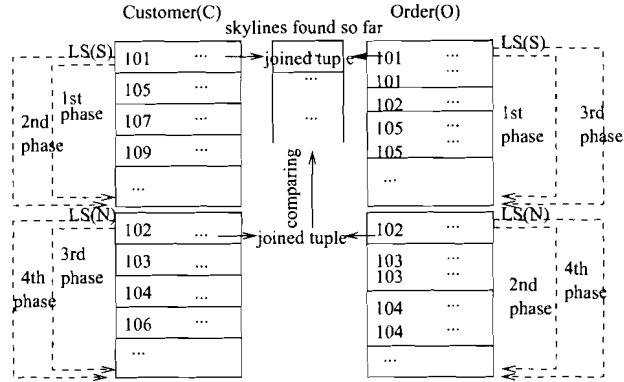 Customer(C)
Order(O)
skylines found so far
LS(S)
101 ...
105 ...
107 ...
109 ...
...
1st
phase
2nd
phase
joined tuple
...
...
101 ...
101 ...
102 ...
105 ...
105 ...
...
LS(S)
1st
phase
3rd
phase
comparing
LS(N)
102 ...
103 ...
104 ...
106 ...
...
3rd
phase
4th
phase
joined tuple
102 ...
103 ...
103 ...
104 ...
104 ...
...
LS(N)
2nd
phase
4th
phase